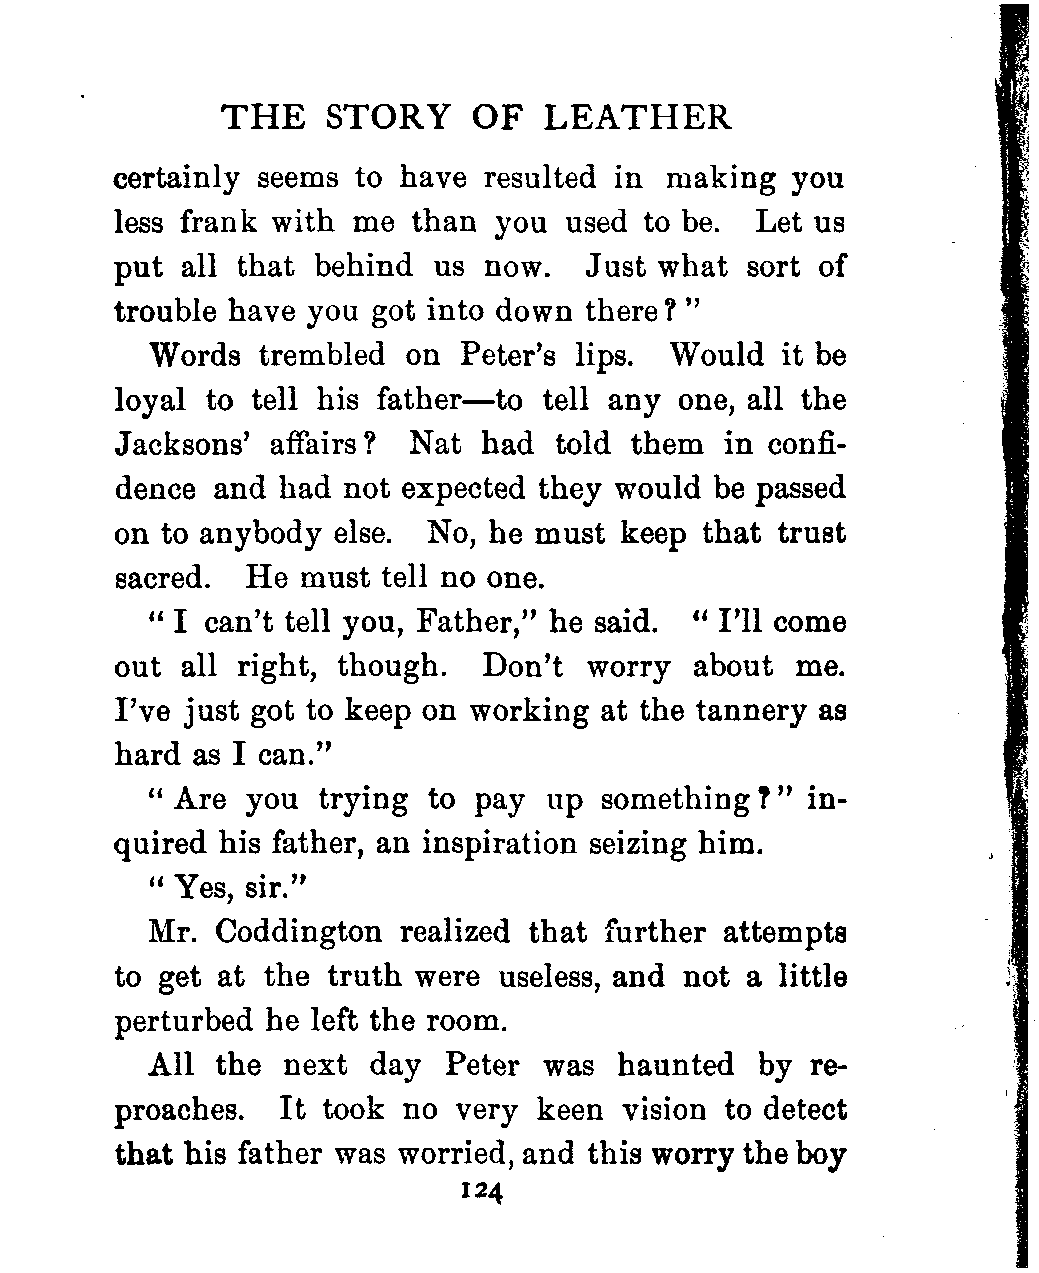 THE STORY OF LEATHER
certainly seems to have resulted in making you
less frank with me than you used to be. Let us
put all that behind us now. Just what sort of
trouble have you got into down there?"
Words trembled on Peter's lips. Would it be
loyal to tell his father—to tell any one, all the
Jacksons' affairs? Nat had told them in confi-
dence and had not expected they would be passed
on to anybody else. No, he must keep that trust
sacred. He must tell no one.
"I can't tell you, Father," he said. "I'll come
out all right, though. Don't worry about me.
I've just got to keep on working at the tannery as
hard as I can."
"Are you trying to pay up something?" in-
quired his father, an inspiration seizing him.
"Yes, sir."
Mr. Coddington realized that further attempts
to get at the truth were useless, and not a little
perturbed he left the room.
All the next day Peter was haunted by re-
proaches. It took no very keen vision to detect
that his father was worried, and this worry the boy
124